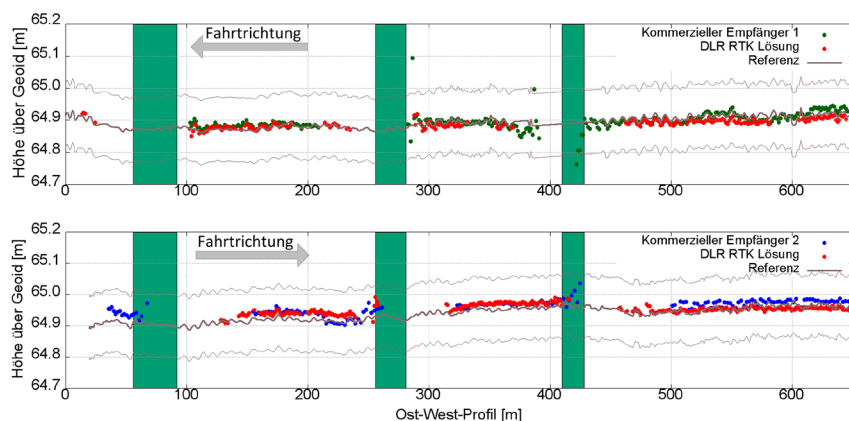 65.2
65.1
65.0
64.9
64.8
64.7
Höhe über Geoid [m]
Fahrtrichtung
Kommerzieller Empfänger 1
DLR RTK Lösung
Referenz
0 100 200 300 400 500 600
65.2
65.1
65.0
64.9
64.8
64.7
Höhe über Geoid [m]
Fahrtrichtung
Kommerzieller Empfänger 2
DLR RTK Lösung
Referenz
0 100 200 300 400 500 600
Ost-West-Profil [m]